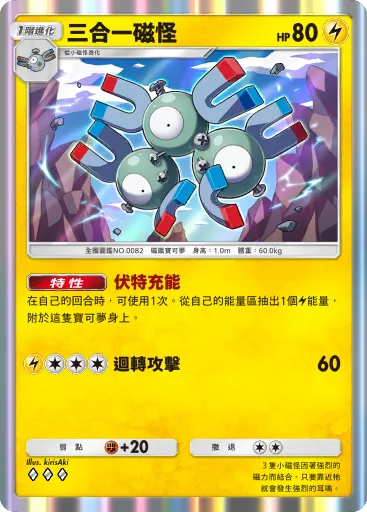 1階進化
三合一磁怪
HP80
從小磁怪進化
全國圖鑑NO.0082 磁鐵寶可夢 身高：1.0m 體重：60.0kg
特性 伏特充能
在自己的回合時，可使用1次。從自己的能量區抽出1個能量，
附於這隻寶可夢身上。
迴轉攻擊 60
弱點 +20 撤退
Illus. kirisAki
3隻小磁怪因著強烈的
磁力而結合。只要靠近牠
就會發生強烈的耳鳴。